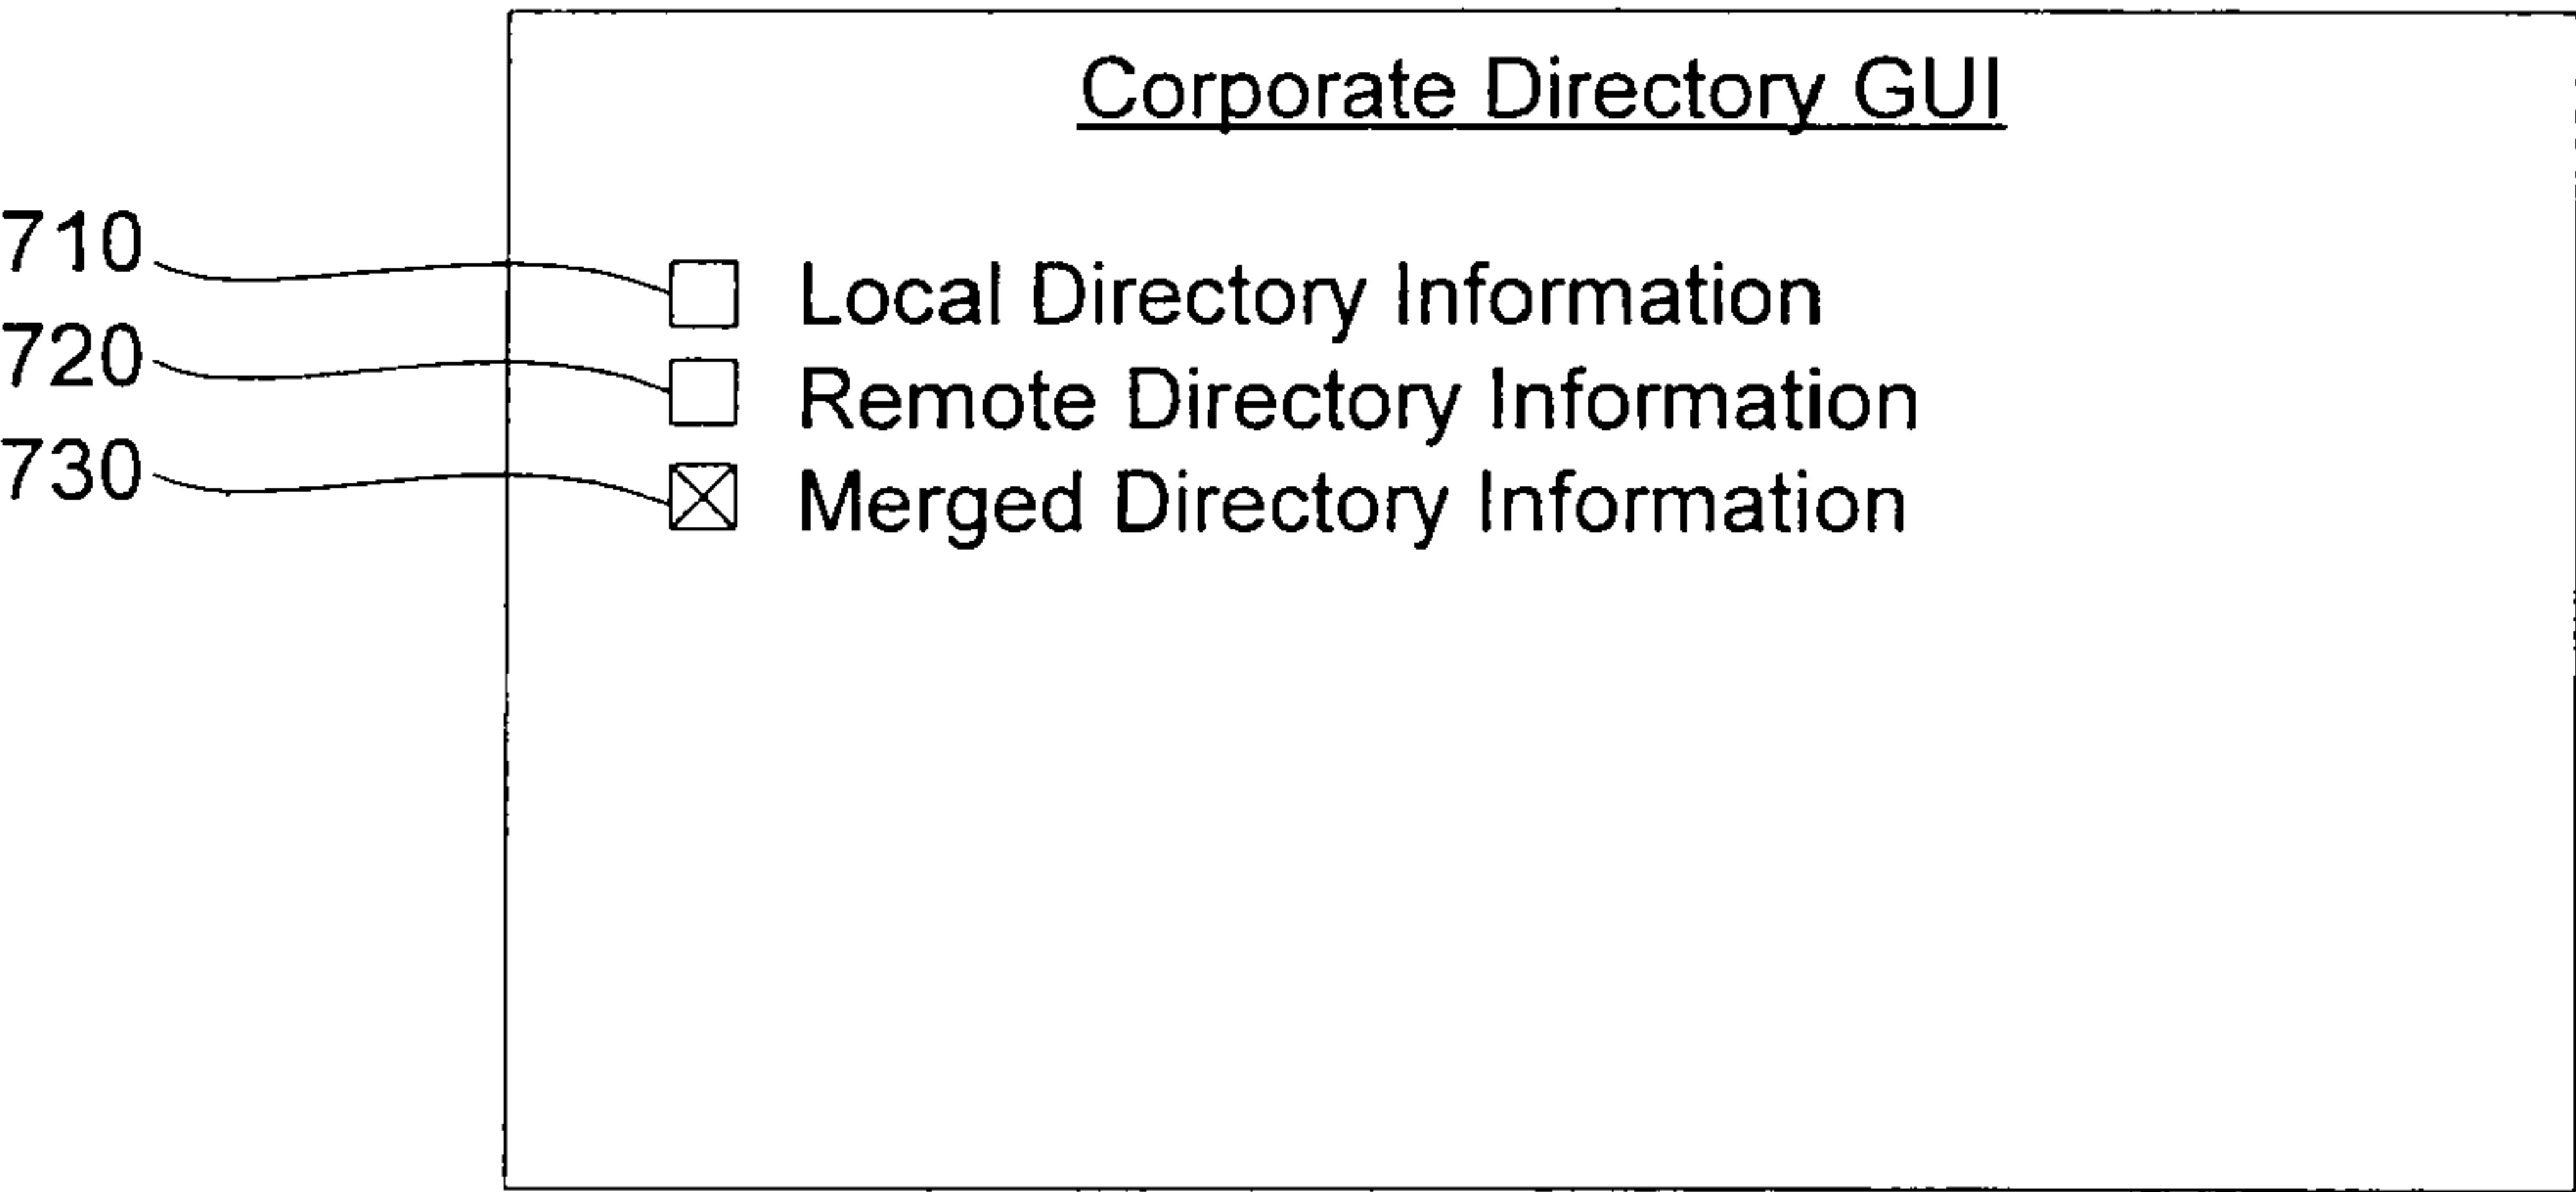 Corporate Directory GUI
710 Local Directory Information
720 Remote Directory Information
730 Merged Directory Information